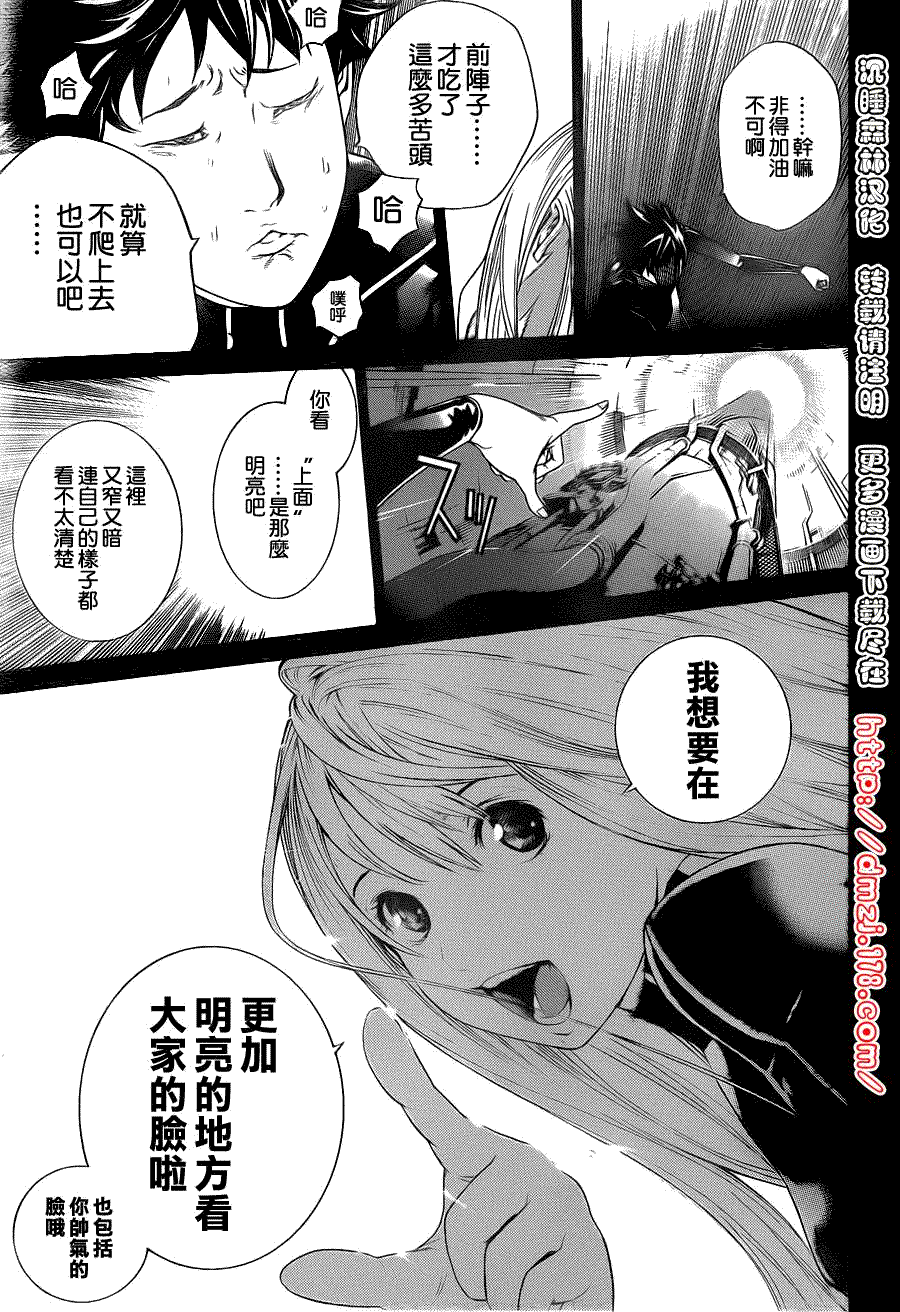 ……幹嘛
非得加油
不可啊
前陣子……
才吃了
這麼多苦頭
哈
哈
哈
噗呼
就算
不爬上去
也可以吧
……
你看
〝上面〞
……是那麼
明亮吧
這裡
又窄又暗
連自己的樣子都
看不太清楚
我想要在
更加
明亮的地方看
大家的臉啦
也包括
你帥氣的
臉哦
沉睡森林汉化 转载请注明 更多漫画下载尽在 http://dmzj.178.com/